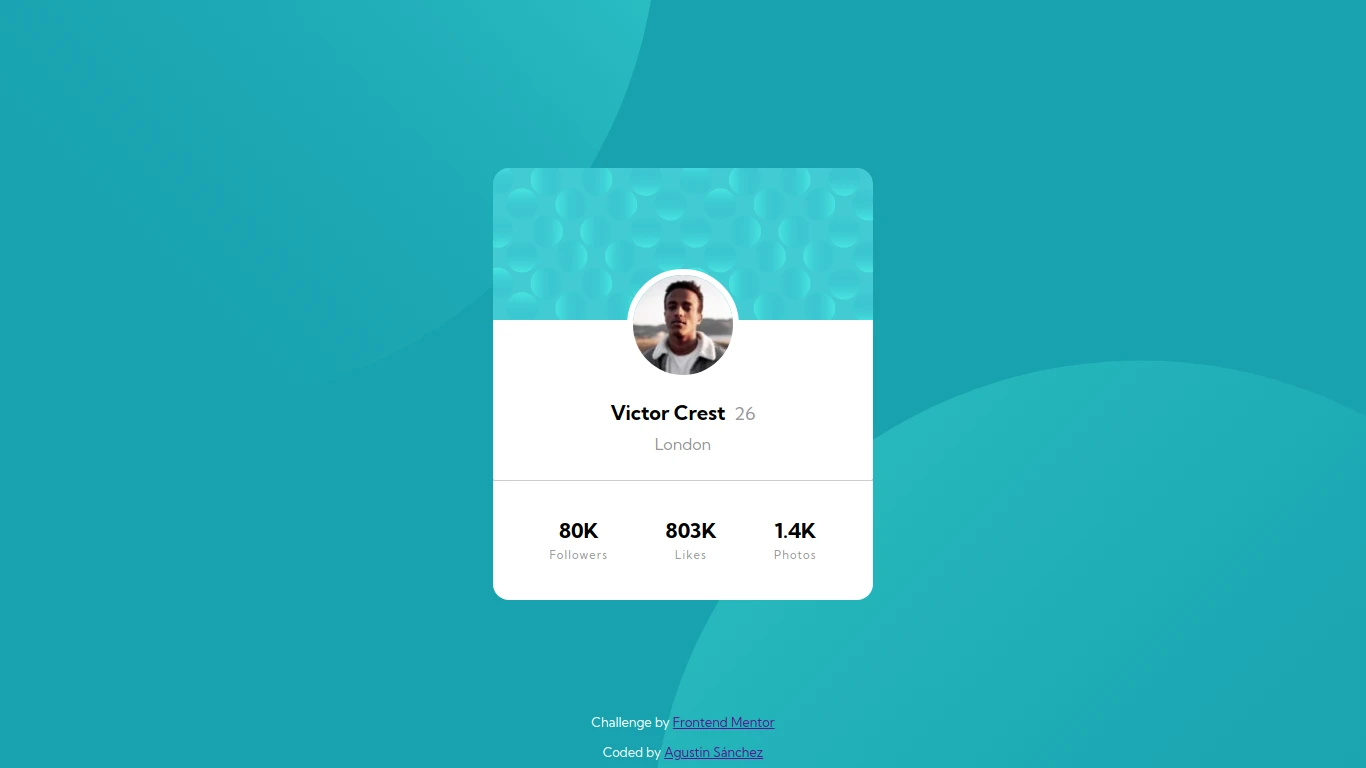 Victor Crest 26
London
80K 803K 1.4K
Followers Likes Photos
Challenge by Frontend Mentor
Coded by Agustin Sánchez